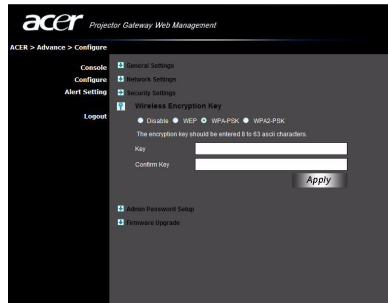 acer Projector Gateway Web Management
ACER > Advance > Configure
Console
Configure
Alert Setting
Logout
General Settings
Network Settings
Security Settings
Wireless Encryption Key
Disable WEP WPA-PSK WPA2-PSK
The encryption key should be entered 8 to 63 ascii characters.
Key
Confirm Key
Apply
Admin Password Setup
Firmware Upgrade